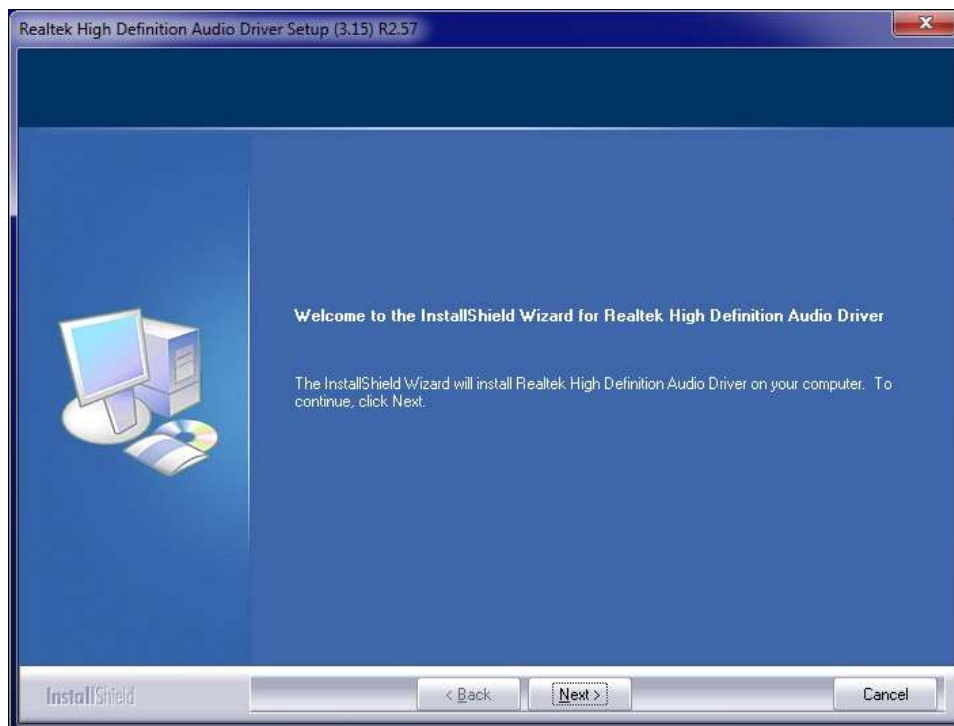 Realtek High Definition Audio Driver Setup (3.15) R2.57
Welcome to the InstallShield Wizard for Realtek High Definition Audio Driver
The InstallShield Wizard will install Realtek High Definition Audio Driver on your computer. To
continue, click Next.
InstallShield
< Back
Next >
Cancel